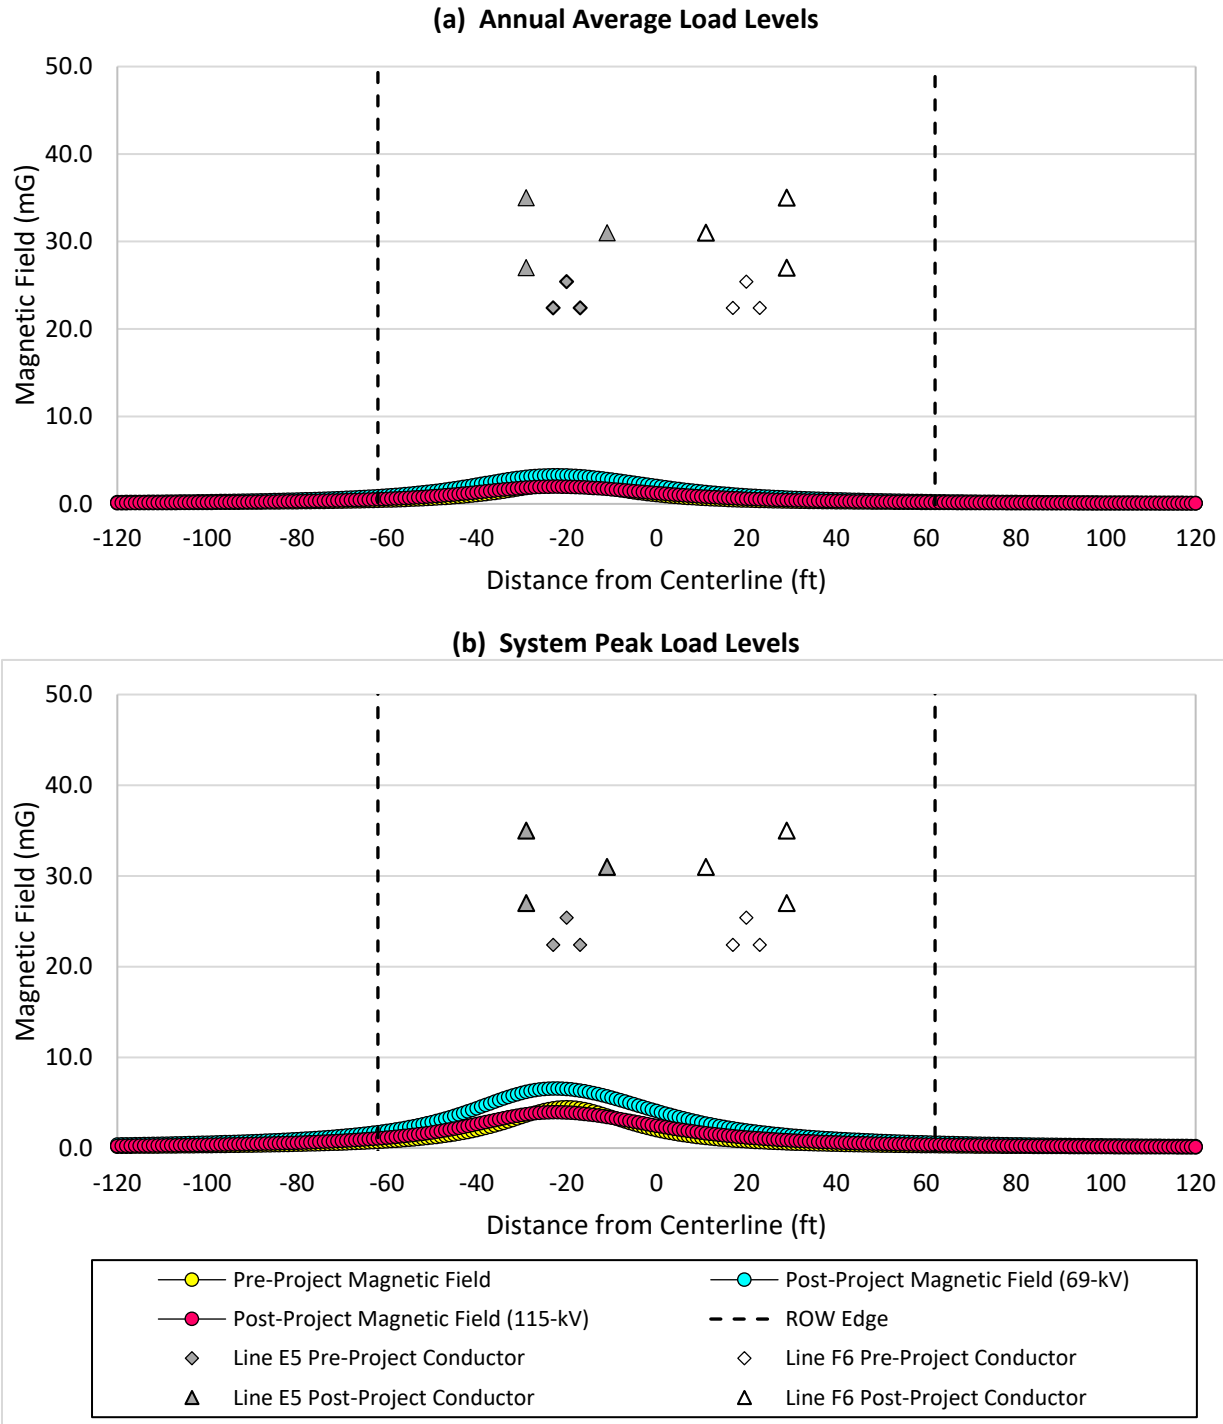 (a) Annual Average Load Levels
50.0
40.0
30.0
20.0
10.0
0.0
Magnetic Field (mG)
-120 -100 -80 -60 -40 -20 0 20 40 60 80 100 120
Distance from Centerline (ft)
(b) System Peak Load Levels
50.0
40.0
30.0
20.0
10.0
0.0
Magnetic Field (mG)
-120 -100 -80 -60 -40 -20 0 20 40 60 80 100 120
Distance from Centerline (ft)
Pre-Project Magnetic Field
Post-Project Magnetic Field (69-kV)
Post-Project Magnetic Field (115-kV)
ROW Edge
Line E5 Pre-Project Conductor
Line F6 Pre-Project Conductor
Line E5 Post-Project Conductor
Line F6 Post-Project Conductor